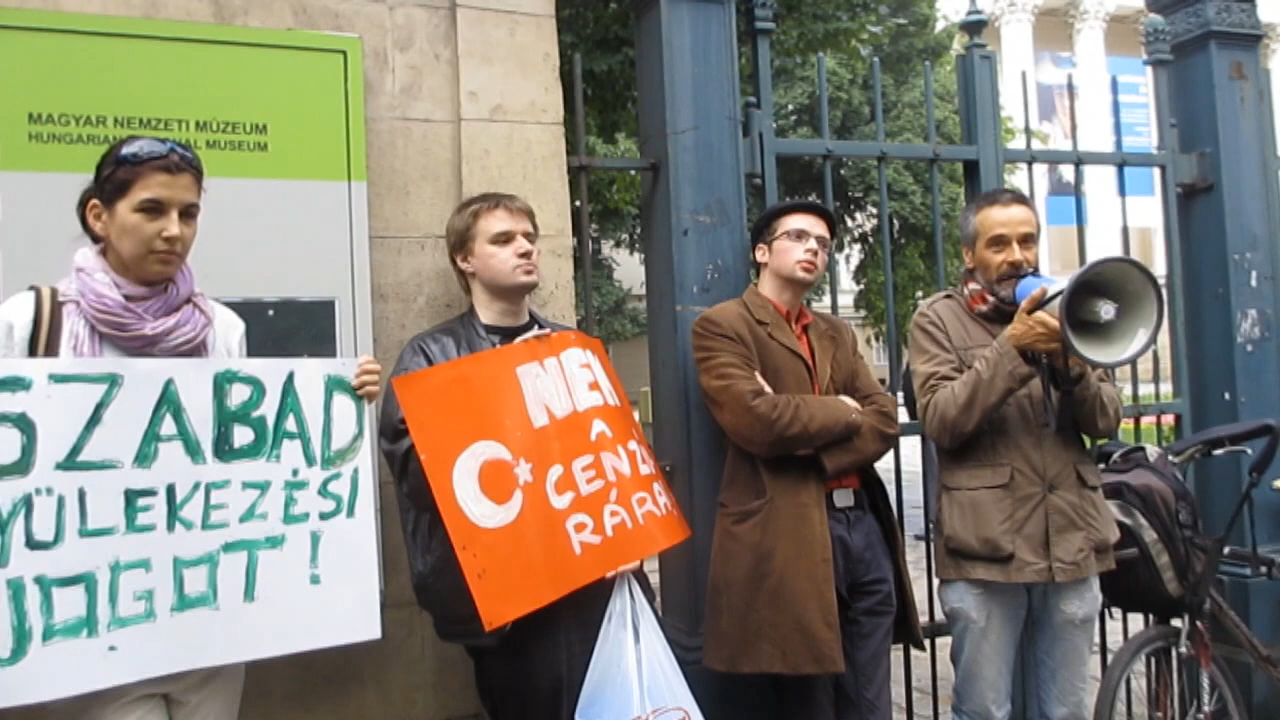 MAGYAR NEMZETI MÚZEUM
HUNGARIAN NATIONAL MUSEUM
SZABAD
GYÜLEKEZÉSI
JOGOT!
NEM
A
CENZÚ
RÁRA!